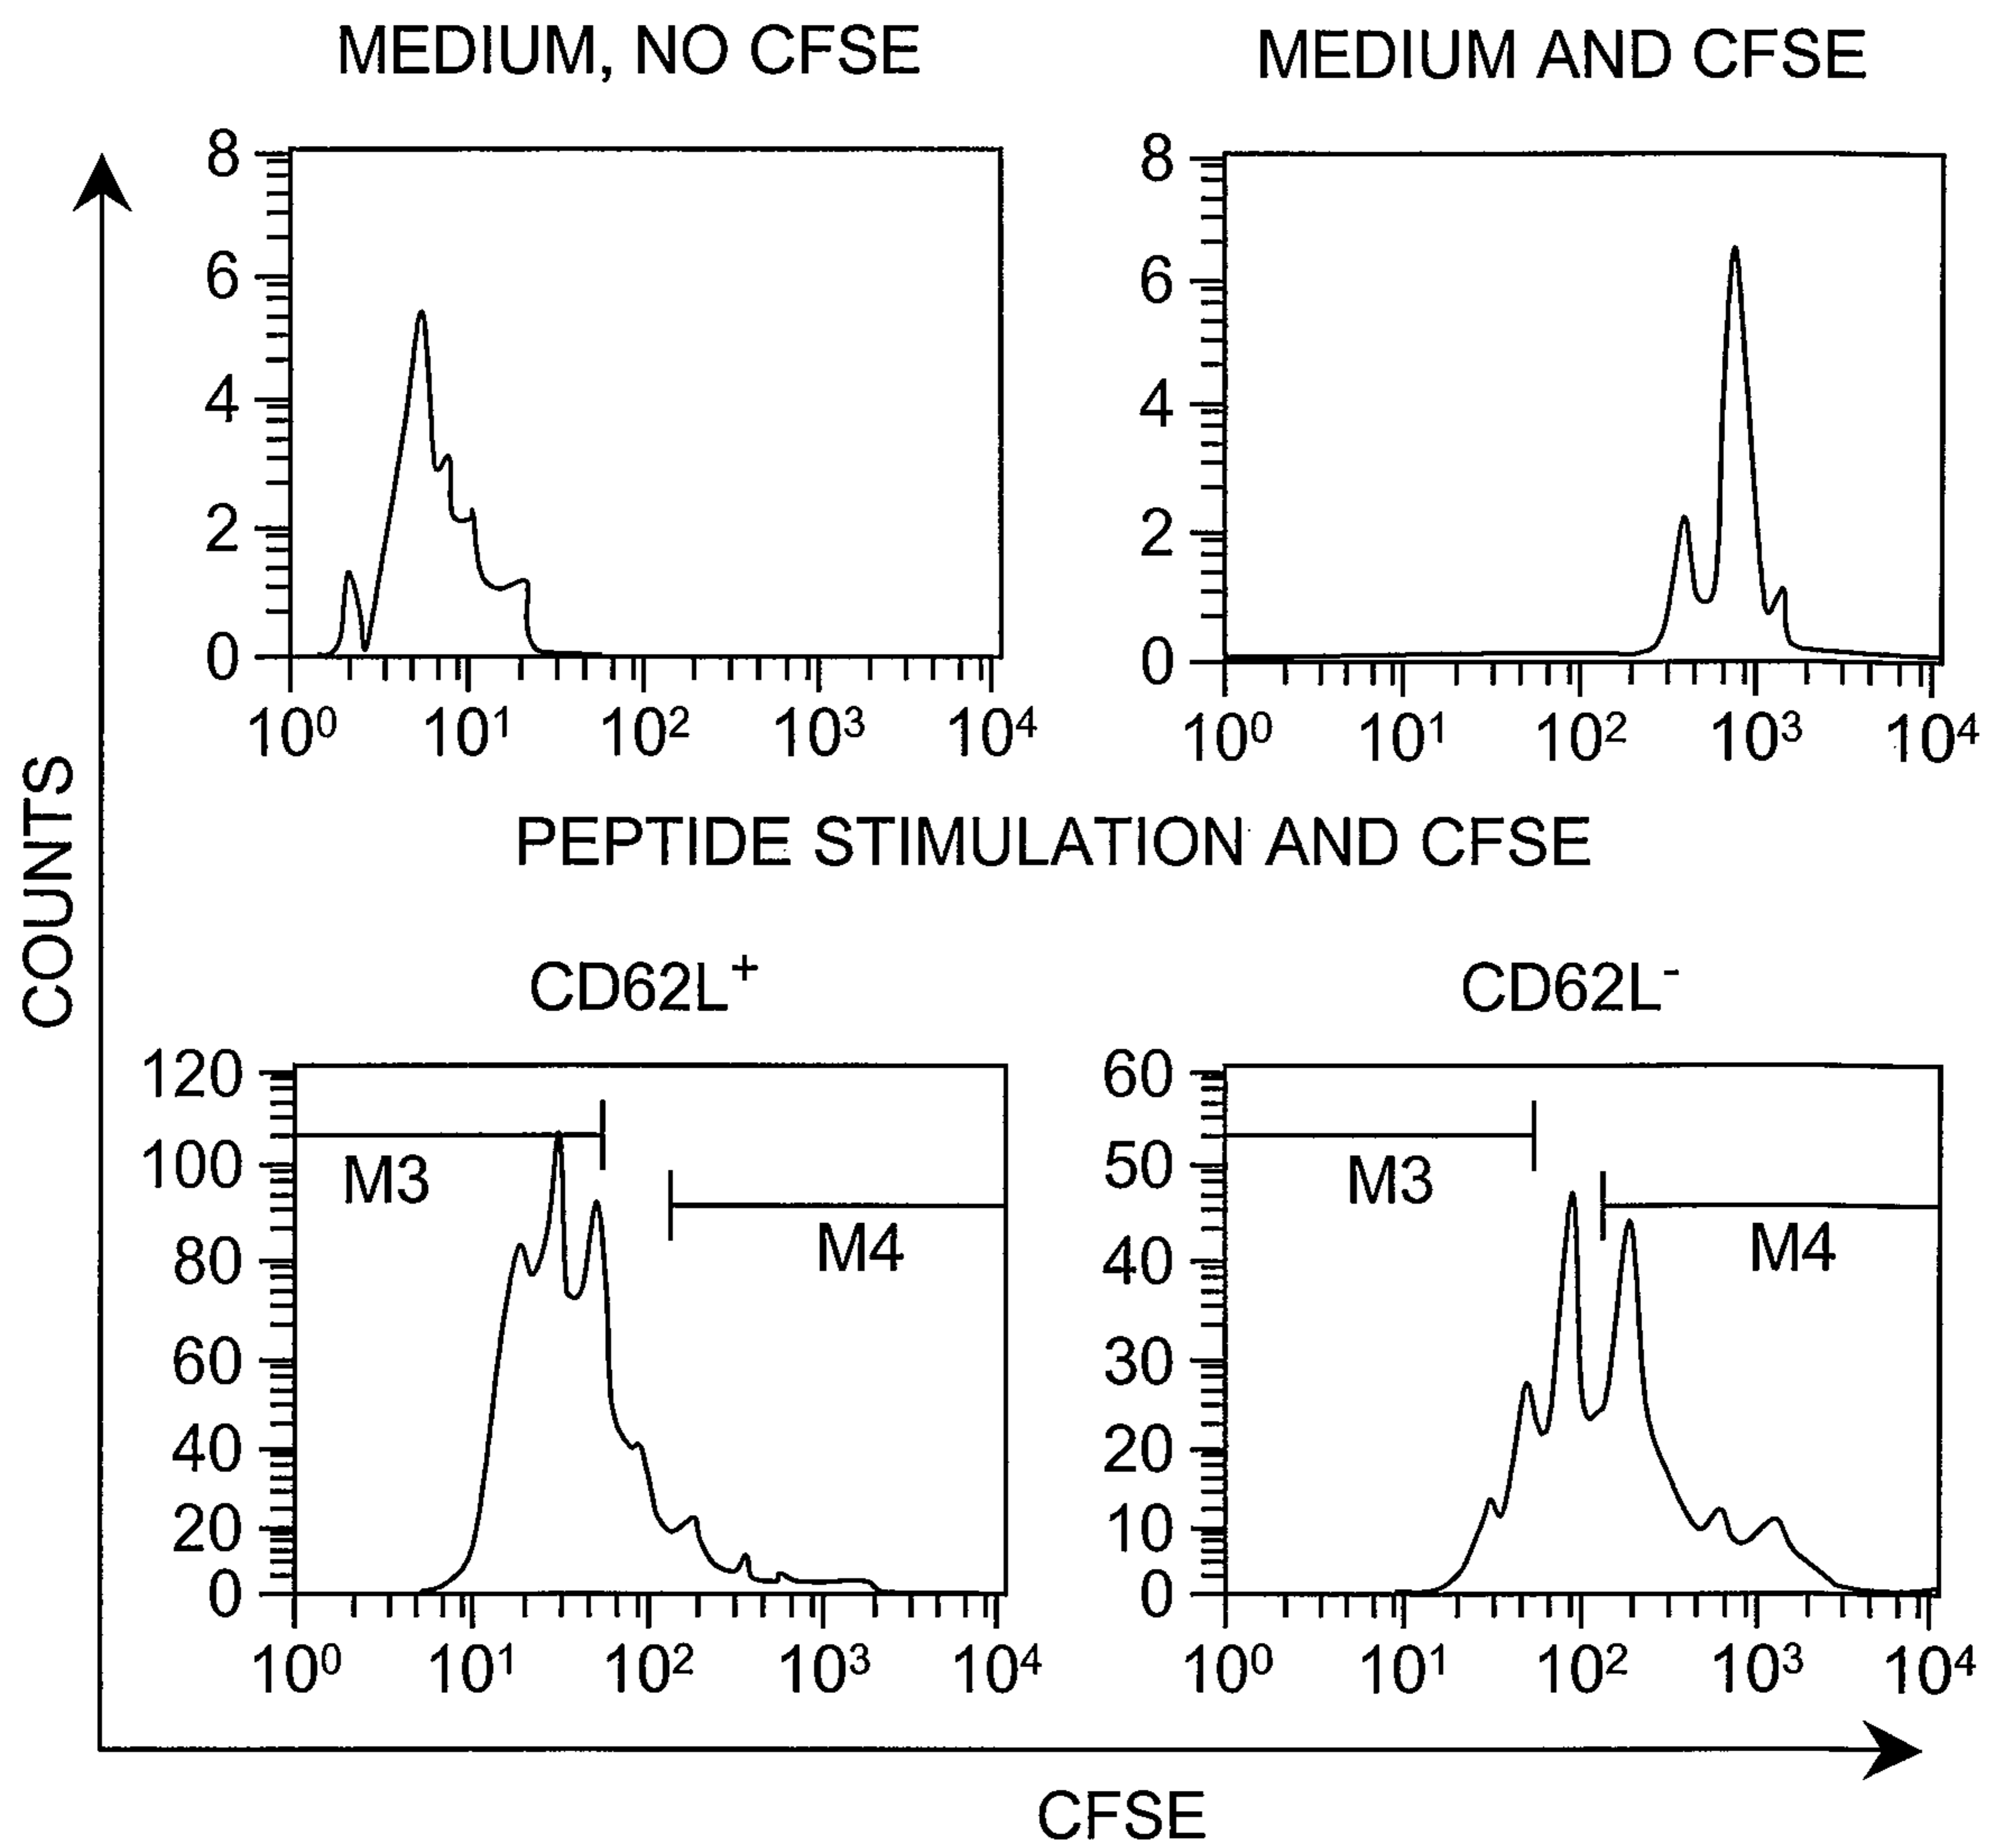 MEDIUM, NO CFSE
MEDIUM AND CFSE
8
6
4
2
0
10⁰ 10¹ 10² 10³ 10⁴
8
6
4
2
0
10⁰ 10¹ 10² 10³ 10⁴
COUNTS
PEPTIDE STIMULATION AND CFSE
CD62L⁺
CD62L⁻
120
100
80
60
40
20
0
M3
M4
10⁰ 10¹ 10² 10³ 10⁴
60
50
40
30
20
10
0
M3
M4
10⁰ 10¹ 10² 10³ 10⁴
CFSE